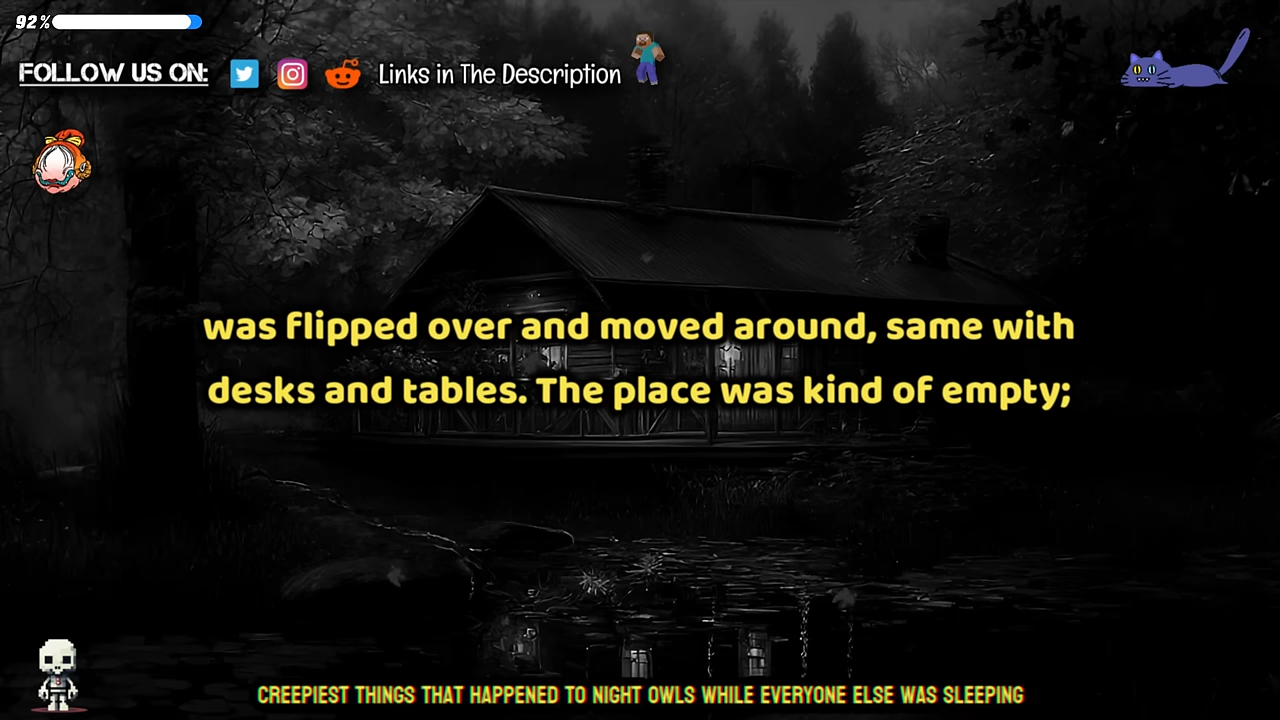 92%
FOLLOW US ON: Links in The Description
was flipped over and moved around, same with
desks and tables. The place was kind of empty;
CREEPIEST THINGS THAT HAPPENED TO NIGHT OWLS WHILE EVERYONE ELSE WAS SLEEPING